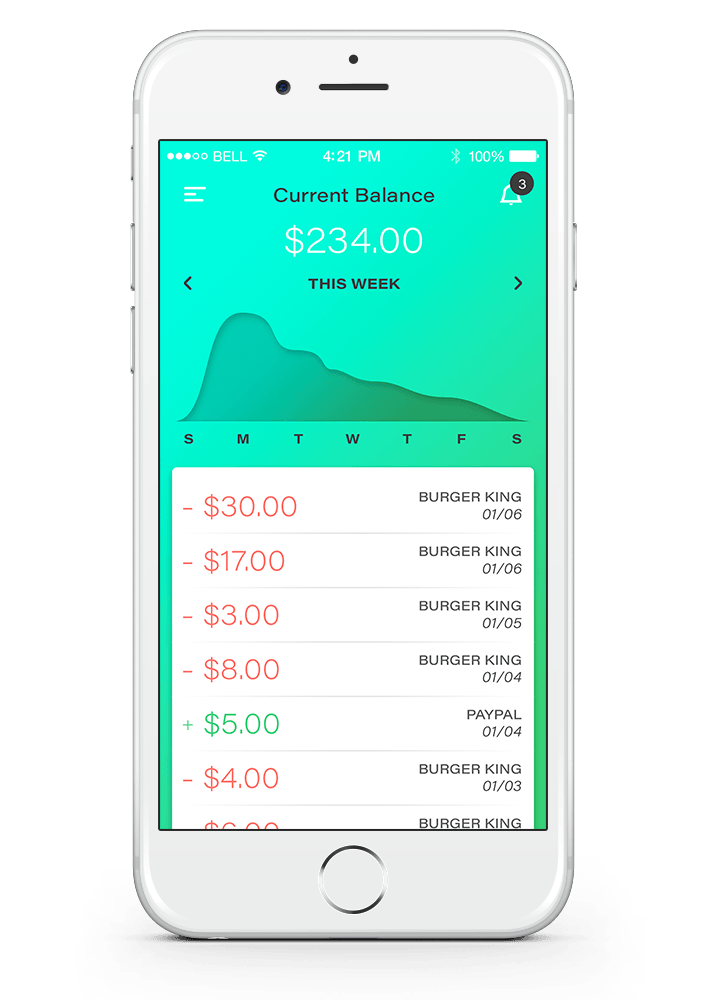 BELL 4:21 PM 100%
Current Balance 3
$234.00
THIS WEEK
S M T W T F S
- $30.00 BURGER KING
01/06
- $17.00 BURGER KING
01/06
- $3.00 BURGER KING
01/05
- $8.00 BURGER KING
01/04
+ $5.00 PAYPAL
01/04
- $4.00 BURGER KING
01/03
BURGER KING